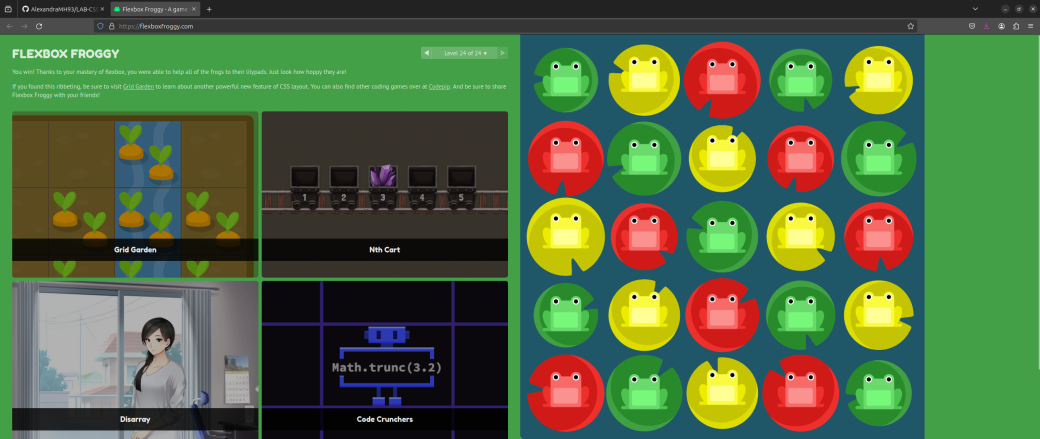 AlexandraMH93/LAB-CSS
Flexbox Froggy - A game
https://flexboxfroggy.com
FLEXBOX FROGGY
Level 24 of 24
You win! Thanks to your mastery of flexbox, you were able to help all of the frogs to their lilypads. Just look how hoppy they are!
If you found this ribbeting, be sure to visit Grid Garden to learn about another powerful new feature of CSS layout. You can also find other coding games over at Codepip. And be sure to share
Flexbox Froggy with your friends!
1 2 3 4 5
Grid Garden
Nth Cart
Math.trunc(3.2)
Disarray
Code Crunchers